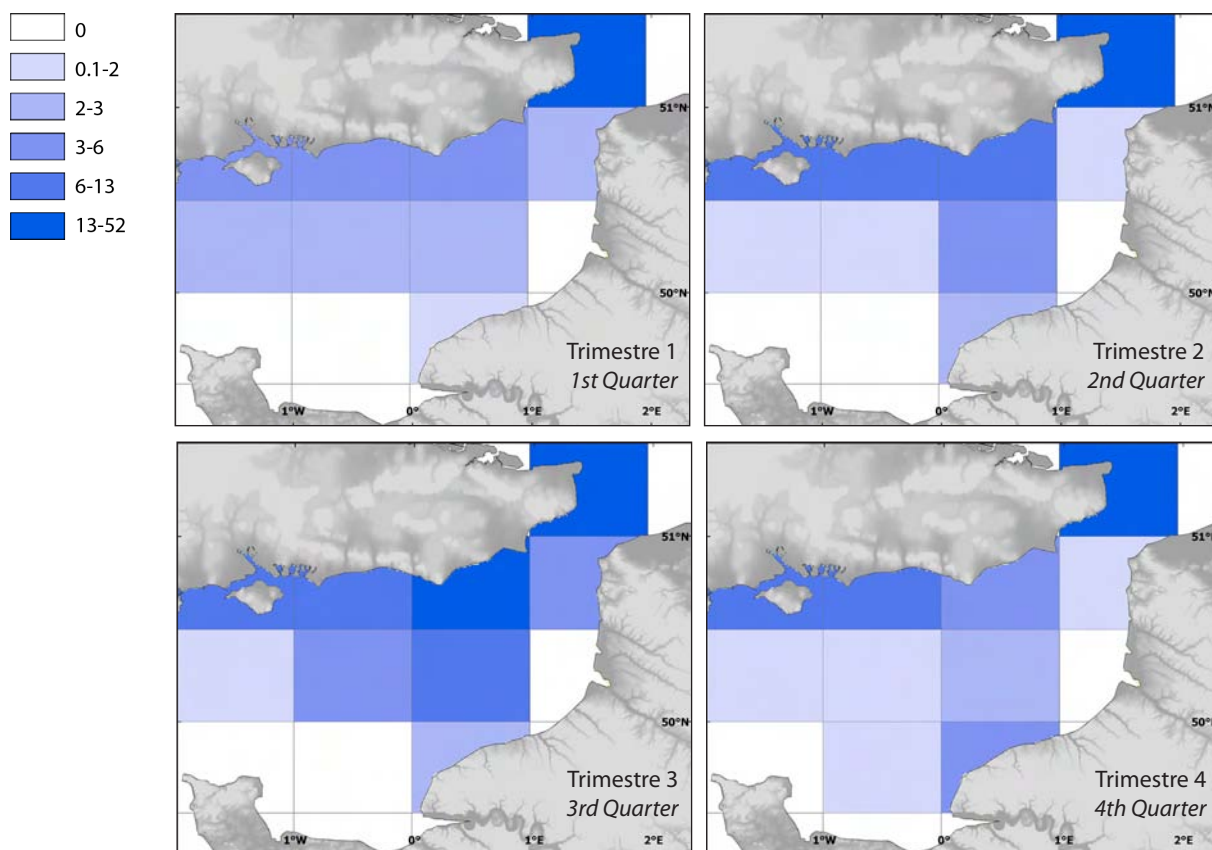 0
0.1-2
2-3
3-6
6-13
13-52
51°N
50°N
Trimestre 1
1st Quarter
1°W
0°
1°E
2°E
51°N
50°N
Trimestre 2
2nd Quarter
1°W
0°
1°E
2°E
51°N
50°N
Trimestre 3
3rd Quarter
1°W
0°
1°E
2°E
51°N
50°N
Trimestre 4
4th Quarter
1°W
0°
1°E
2°E